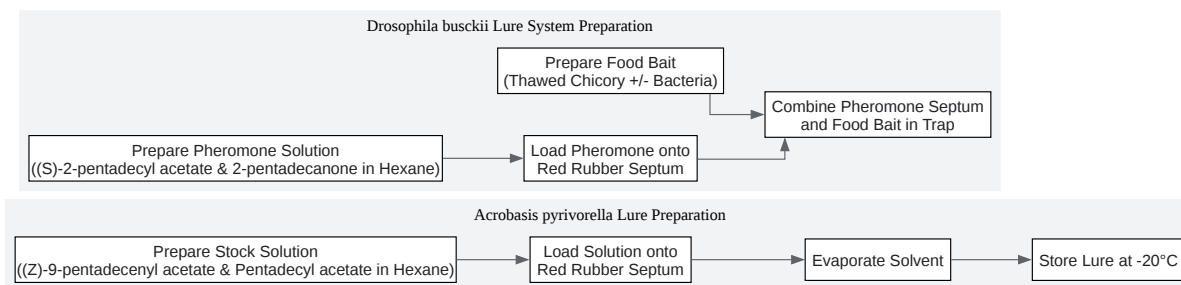 Drosophila busckii Lure System Preparation
Prepare Food Bait
(Thawed Chicory +/- Bacteria)
Combine Pheromone Septum
and Food Bait in Trap
Prepare Pheromone Solution
((S)-2-pentadecyl acetate & 2-pentadecanone in Hexane)
Load Pheromone onto
Red Rubber Septum
Acrobasis pyrivorella Lure Preparation
Prepare Stock Solution
((Z)-9-pentadecenyl acetate & Pentadecyl acetate in Hexane)
Load Solution onto
Red Rubber Septum
Evaporate Solvent
Store Lure at -20°C